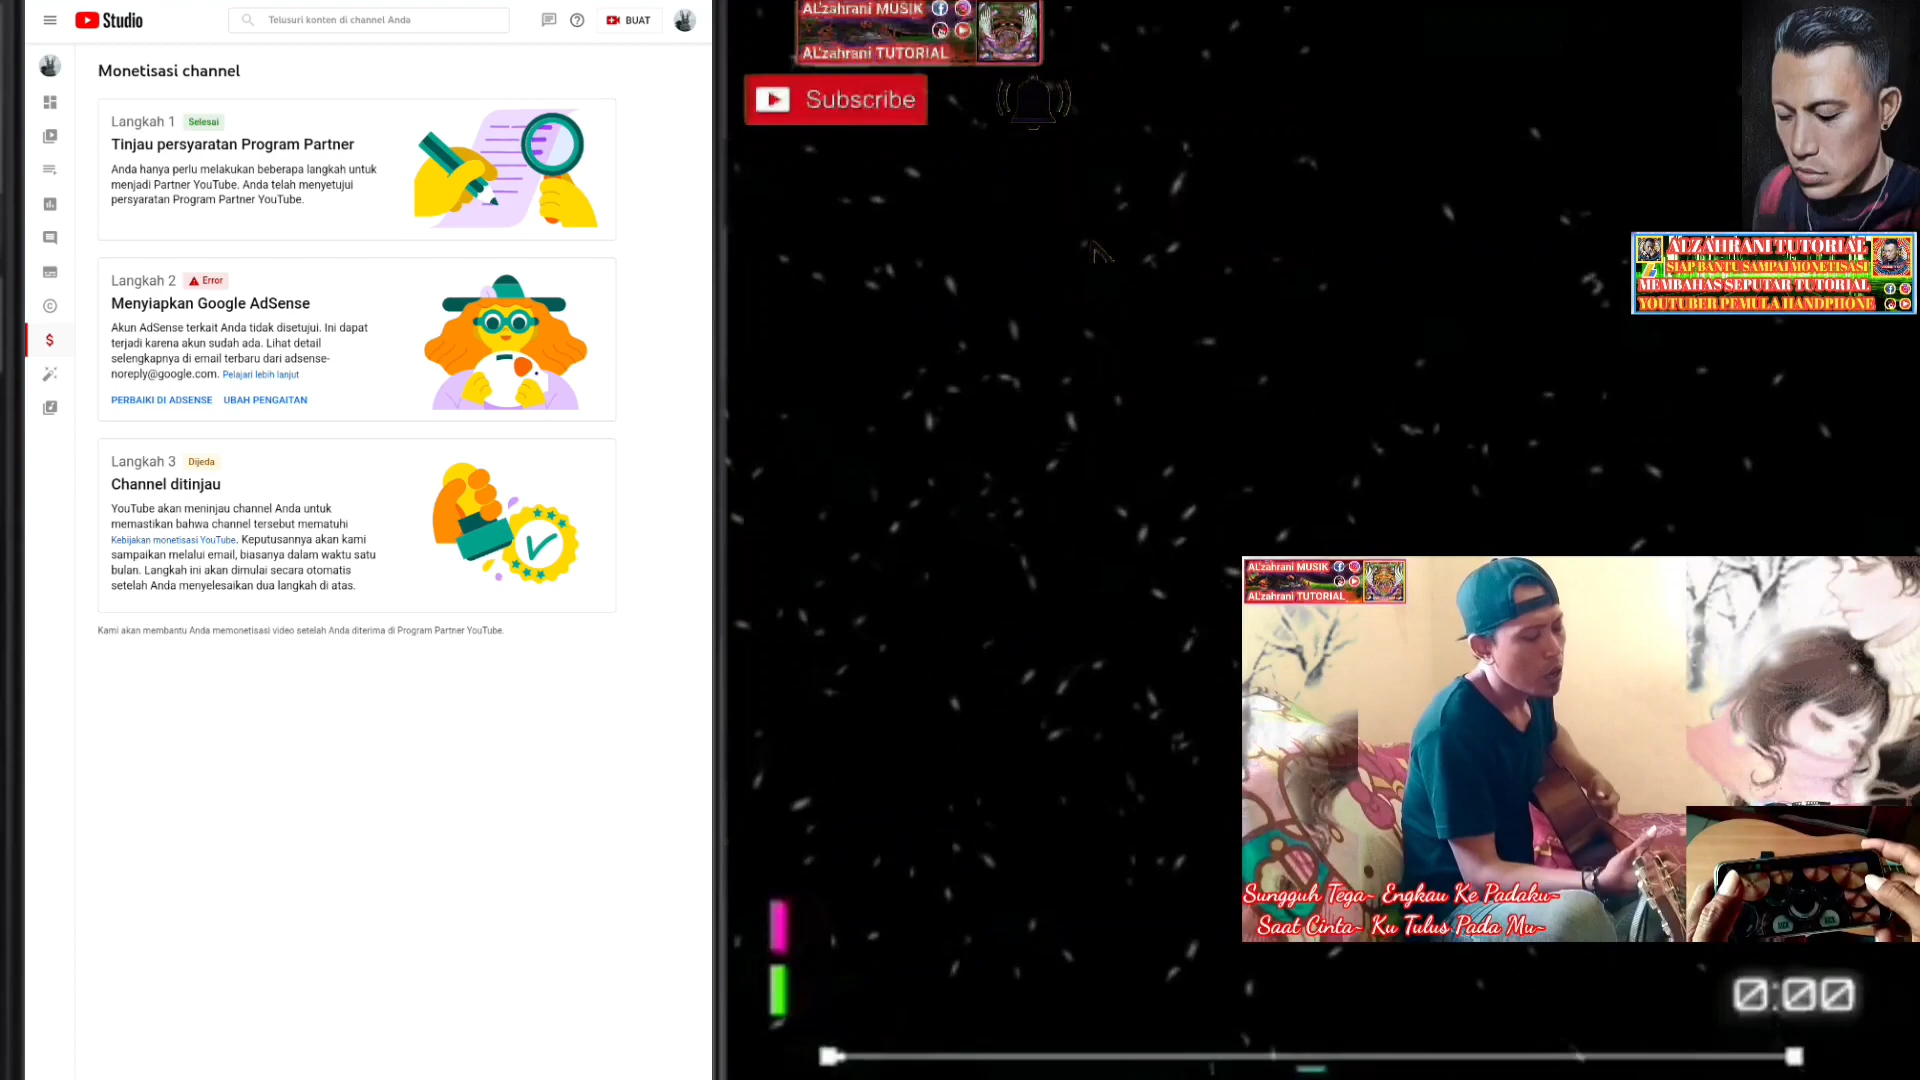 Studio
Telusuri konten di channel Anda
BUAT
Monetisasi channel
Langkah 1 Selesai
Tinjau persyaratan Program Partner
Anda hanya perlu melakukan beberapa langkah untuk
menjadi Partner YouTube. Anda telah menyetujui
persyaratan Program Partner YouTube.
Langkah 2 Error
Menyiapkan Google AdSense
Akun AdSense terkait Anda tidak disetujui. Ini dapat
terjadi karena akun sudah ada. Lihat detail
selengkapnya di email terbaru dari adsense-
noreply@google.com. Pelajari lebih lanjut
PERBAIKI DI ADSENSE UBAH PENGAITAN
Langkah 3 Dijeda
Channel ditinjau
YouTube akan meninjau channel Anda untuk
memastikan bahwa channel tersebut mematuhi
Kebijakan monetisasi YouTube. Keputusannya akan kami
sampaikan melalui email, biasanya dalam waktu satu
bulan. Langkah ini akan dimulai secara otomatis
setelah Anda menyelesaikan dua langkah di atas.
Kami akan membantu Anda memonetisasi video setelah Anda diterima di Program Partner YouTube.
AL'zahrani MUSIK
AL'zahrani TUTORIAL
Subscribe
ALZAHRANI TUTORIAL
SIAP BANTU SAMPAI MONETISASI
MEMBAHAS SEPUTAR TUTORIAL
YOUTUBER PEMULA HANDPHONE
AL'zahrani MUSIK
AL'zahrani TUTORIAL
Sungguh Tega~ Engkau Ke Padaku~
Saat Cinta~ Ku Tulus Pada Mu~
0:00